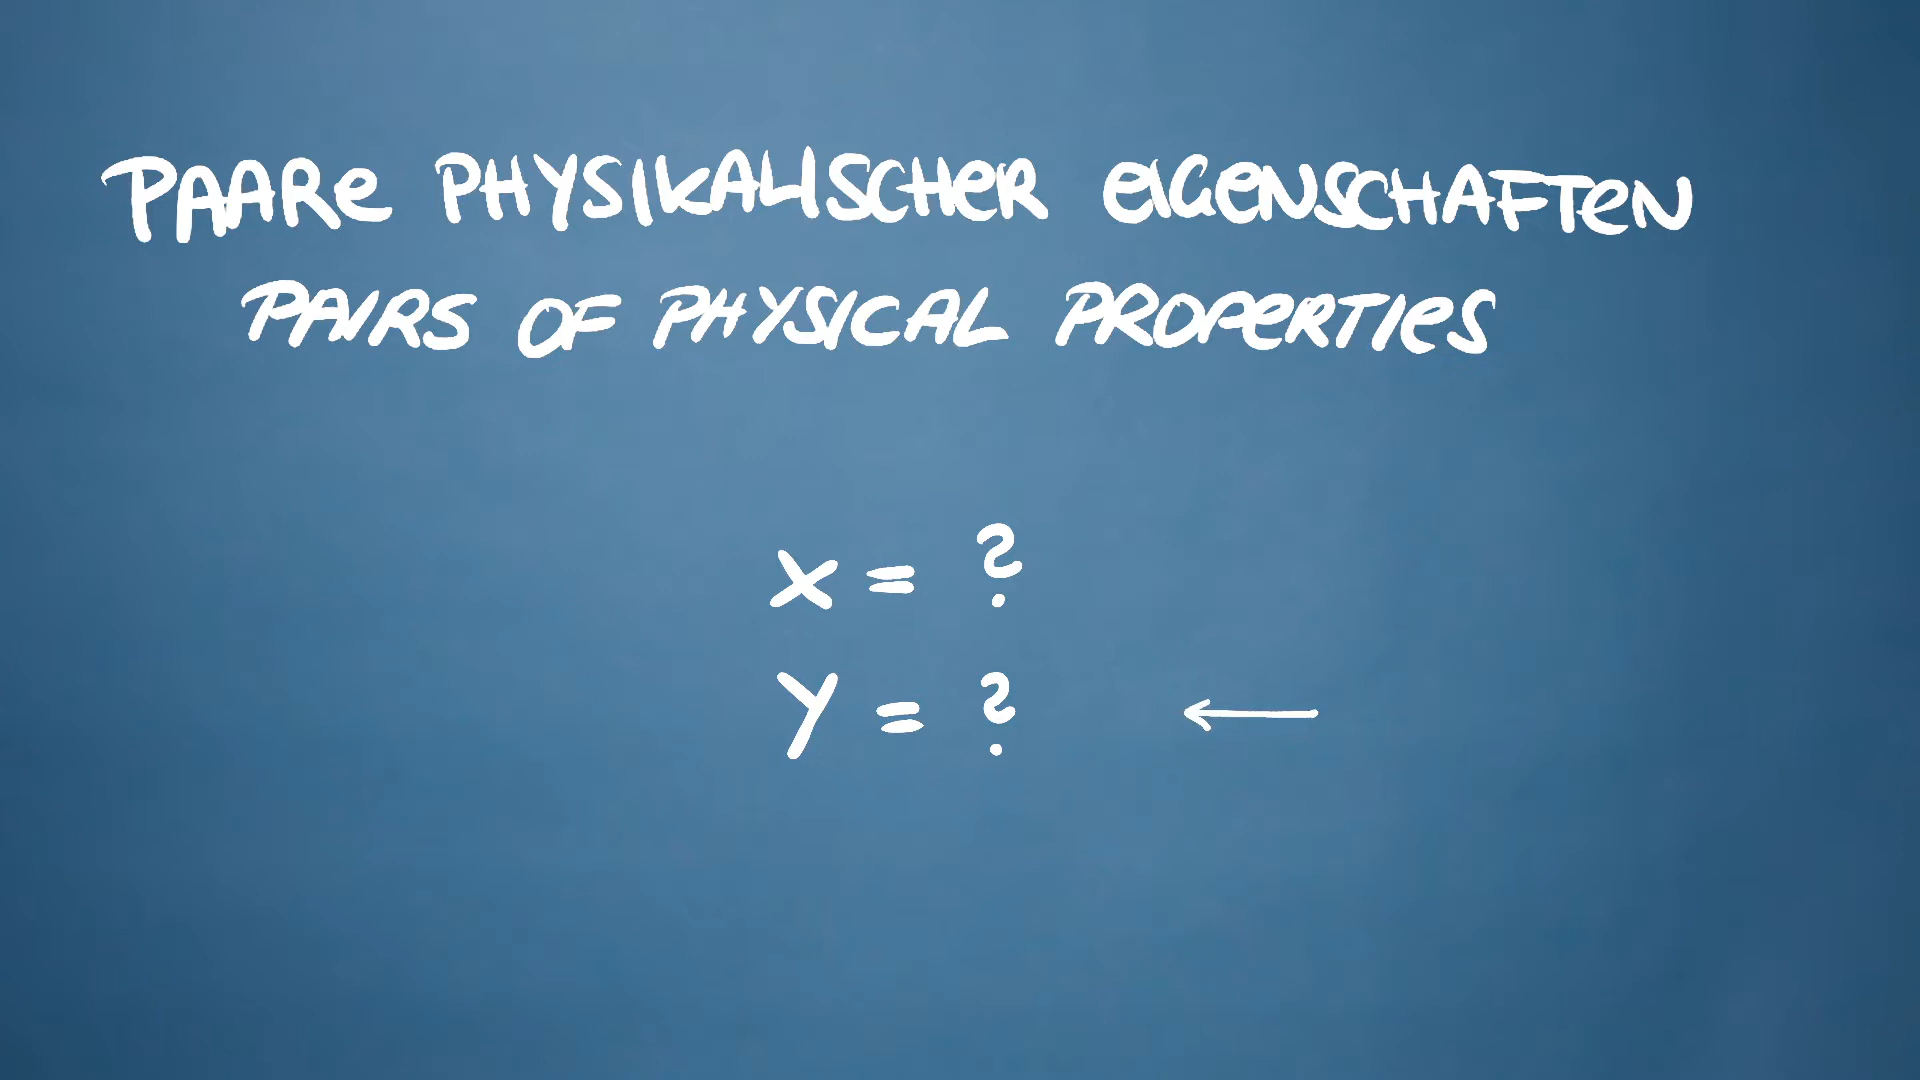 PAARE PHYSIKALISCHER EIGENSCHAFTEN
PAIRS OF PHYSICAL PROPERTIES
X = ?
Y = ? ←